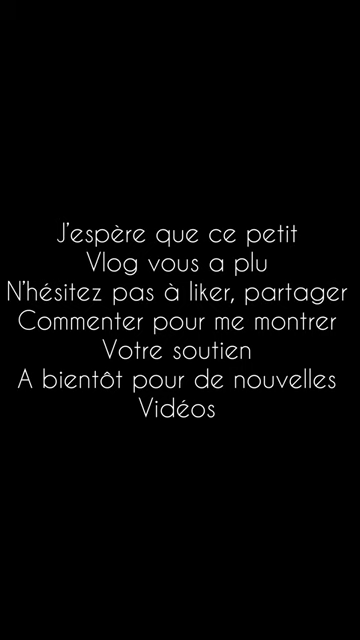 J'espère que ce petit
Vlog vous a plu
N'hésitez pas à liker, partager
Commenter pour me montrer
Votre soutien
A bientôt pour de nouvelles
Vidéos